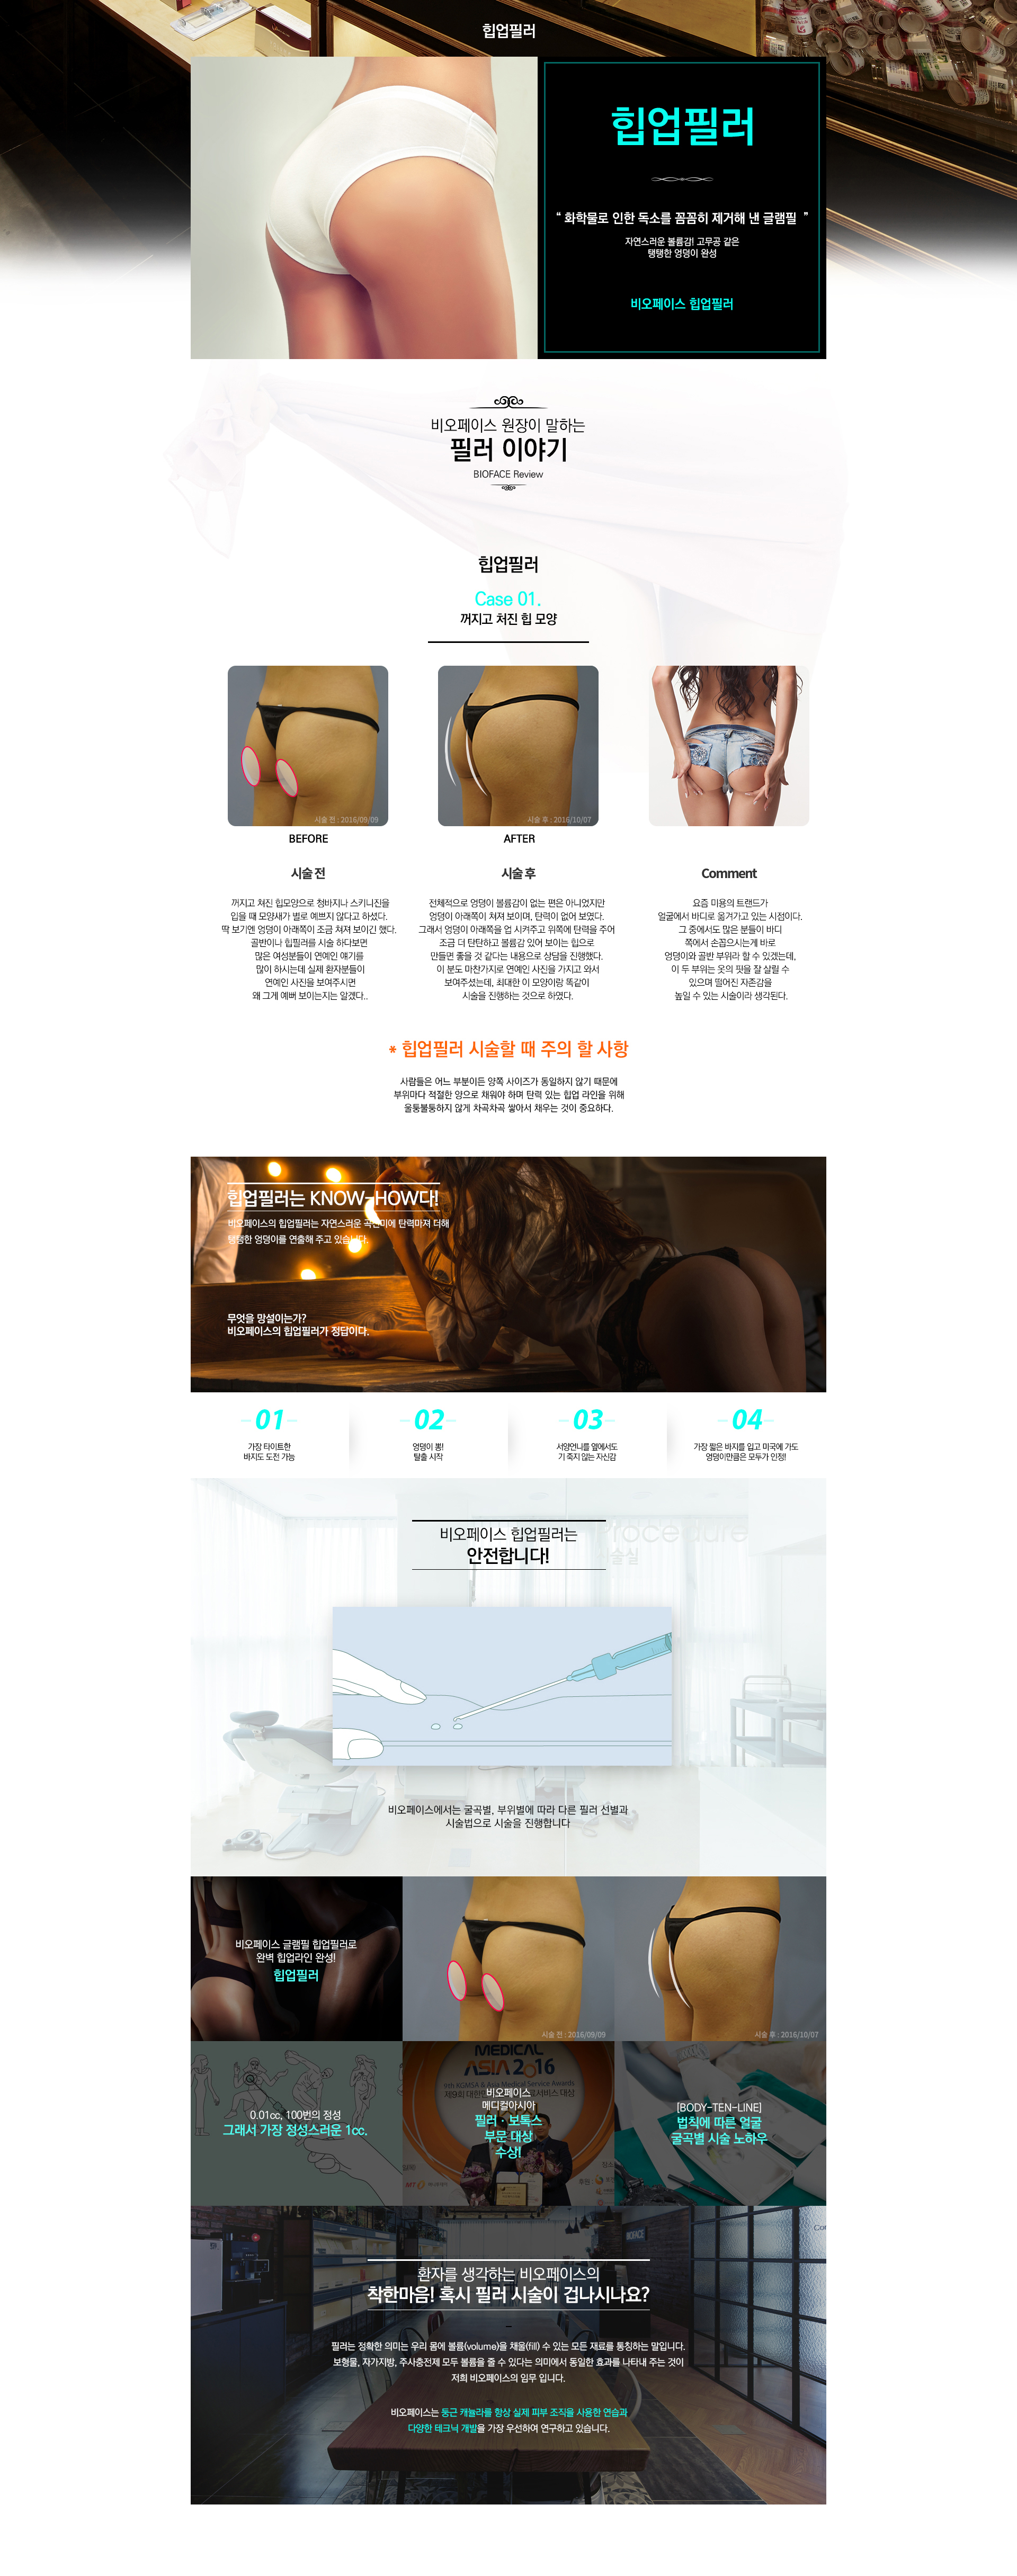 힙업필러
힙업필러
“ 화학물로 인한 독소를 꼼꼼히 제거해 낸 글램필 ”
자연스러운 볼륨감! 고무공 같은
탱탱한 엉덩이 완성
비오페이스 힙업필러
비오페이스 원장이 말하는
필러 이야기
BIOFACE Review
힙업필러
Case 01.
꺼지고 처진 힙 모양
시술 전 : 2016/09/09
시술 후 : 2016/10/07
BEFORE
AFTER
시술 전
꺼지고 쳐진 힙모양으로 청바지나 스키니진을
입을 때 모양새가 별로 예쁘지 않다고 하셨다.
딱 보기엔 엉덩이 아래쪽이 조금 쳐져 보이긴 했다.
골반이나 힙필러를 시술 하다보면
많은 여성분들이 연예인 얘기를
많이 하시는데 실제 환자분들이
연예인 사진을 보여주시면
왜 그게 예뻐 보이는지는 알겠다..
시술 후
전체적으로 엉덩이 볼륨감이 없는 편은 아니었지만
엉덩이 아래쪽이 쳐져 보이며, 탄력이 없어 보였다.
그래서 엉덩이 아래쪽을 업 시켜주고 위쪽에 탄력을 주어
조금 더 탄탄하고 볼륨감 있어 보이는 힙으로
만들면 좋을 것 같다는 내용으로 상담을 진행했다.
이 분도 마찬가지로 연예인 사진을 가지고 와서
보여주셨는데, 최대한 이 모양이랑 똑같이
시술을 진행하는 것으로 하였다.
Comment
요즘 미용의 트랜드가
얼굴에서 바디로 옮겨가고 있는 시점이다.
그 중에서도 많은 분들이 바디
쪽에서 손꼽으시는게 바로
엉덩이와 골반 부위라 할 수 있겠는데,
이 두 부위는 옷의 핏을 잘 살릴 수
있으며 떨어진 자존감을
높일 수 있는 시술이라 생각된다.
* 힙업필러 시술할 때 주의 할 사항
사람들은 어느 부분이든 양쪽 사이즈가 동일하지 않기 때문에
부위마다 적절한 양으로 채워야 하며 탄력 있는 힙업 라인을 위해
울퉁불퉁하지 않게 차곡차곡 쌓아서 채우는 것이 중요하다.
힙업필러는 KNOW-HOW다!
비오페이스의 힙업필러는 자연스러운 곡선미에 탄력마져 더해
탱탱한 엉덩이를 연출해 주고 있습니다.
무엇을 망설이는가?
비오페이스의 힙업필러가 정답이다.
01
가장 타이트한
바지도 도전 가능
02
엉덩이 뽕!
탈출 시작
03
서양언니를 옆에서도
기 죽지 않는 자신감
04
가장 짧은 바지를 입고 미국에 가도
엉덩이만큼은 모두가 인정!
Procedure
비오페이스 힙업필러는
안전합니다!
비오페이스에서는 굴곡별, 부위별에 따라 다른 필러 선별과
시술법으로 시술을 진행합니다
비오페이스 글램필 힙업필러로
완벽 힙업라인 완성!
힙업필러
시술 전 : 2016/09/09
시술 후 : 2016/10/07
0.01cc, 100번의 정성
그래서 가장 정성스러운 1cc.
MEDICAL
ASIA 2016
비오페이스
메디컬아시아
필러 · 보톡스
부문 대상
수상!
[BODY-TEN-LINE]
법칙에 따른 얼굴
굴곡별 시술 노하우
환자를 생각하는 비오페이스의
착한마음! 혹시 필러 시술이 겁나시나요?
필러는 정확한 의미는 우리 몸에 볼륨(volume)을 채울(fill) 수 있는 모든 재료를 통칭하는 말입니다.
보형물, 자가지방, 주사충전제 모두 볼륨을 줄 수 있다는 의미에서 동일한 효과를 나타내 주는 것이
저희 비오페이스의 임무 입니다.
비오페이스는 둥근 캐뉼라를 항상 실제 피부 조직을 사용한 연습과
다양한 테크닉 개발을 가장 우선하여 연구하고 있습니다.